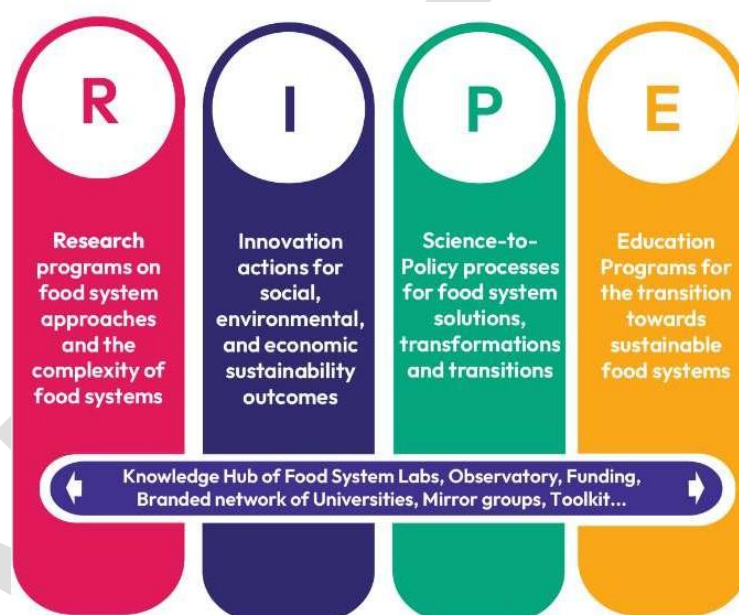 R
Research
programs on
food system
approaches
and the
complexity of
food systems
I
Innovation
actions for
social,
environmental,
and economic
sustainability
outcomes
P
Science-to-
Policy processes
for food system
solutions,
transformations
and transitions
E
Education
Programs for
the transition
towards
sustainable
food systems
Knowledge Hub of Food System Labs, Observatory, Funding,
Branded network of Universities, Mirror groups, Toolkit...